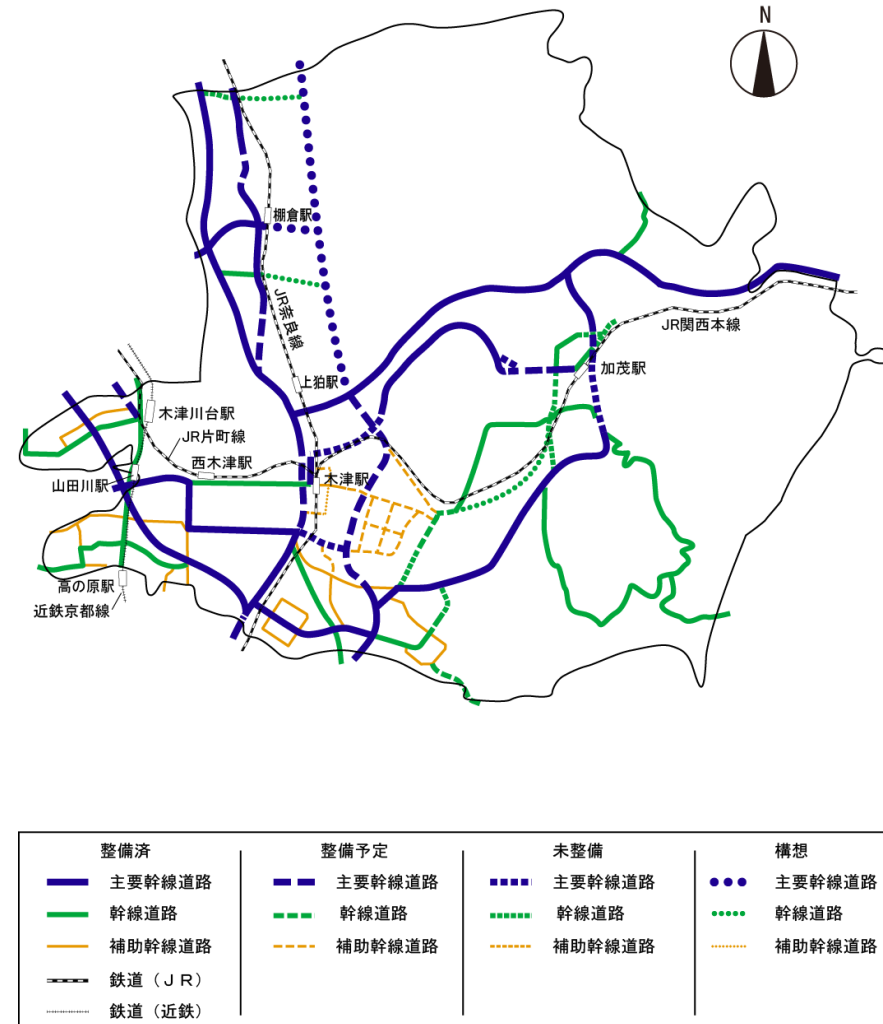 N
棚倉駅
JR奈良線
JR関西本線
上狛駅
加茂駅
木津川台駅
JR片町線
西木津駅
木津駅
山田川駅
高の原駅
近鉄京都線
整備済
主要幹線道路
幹線道路
補助幹線道路
鉄道（ＪＲ）
鉄道（近鉄）
整備予定
主要幹線道路
幹線道路
補助幹線道路
未整備
主要幹線道路
幹線道路
補助幹線道路
構想
主要幹線道路
幹線道路
補助幹線道路